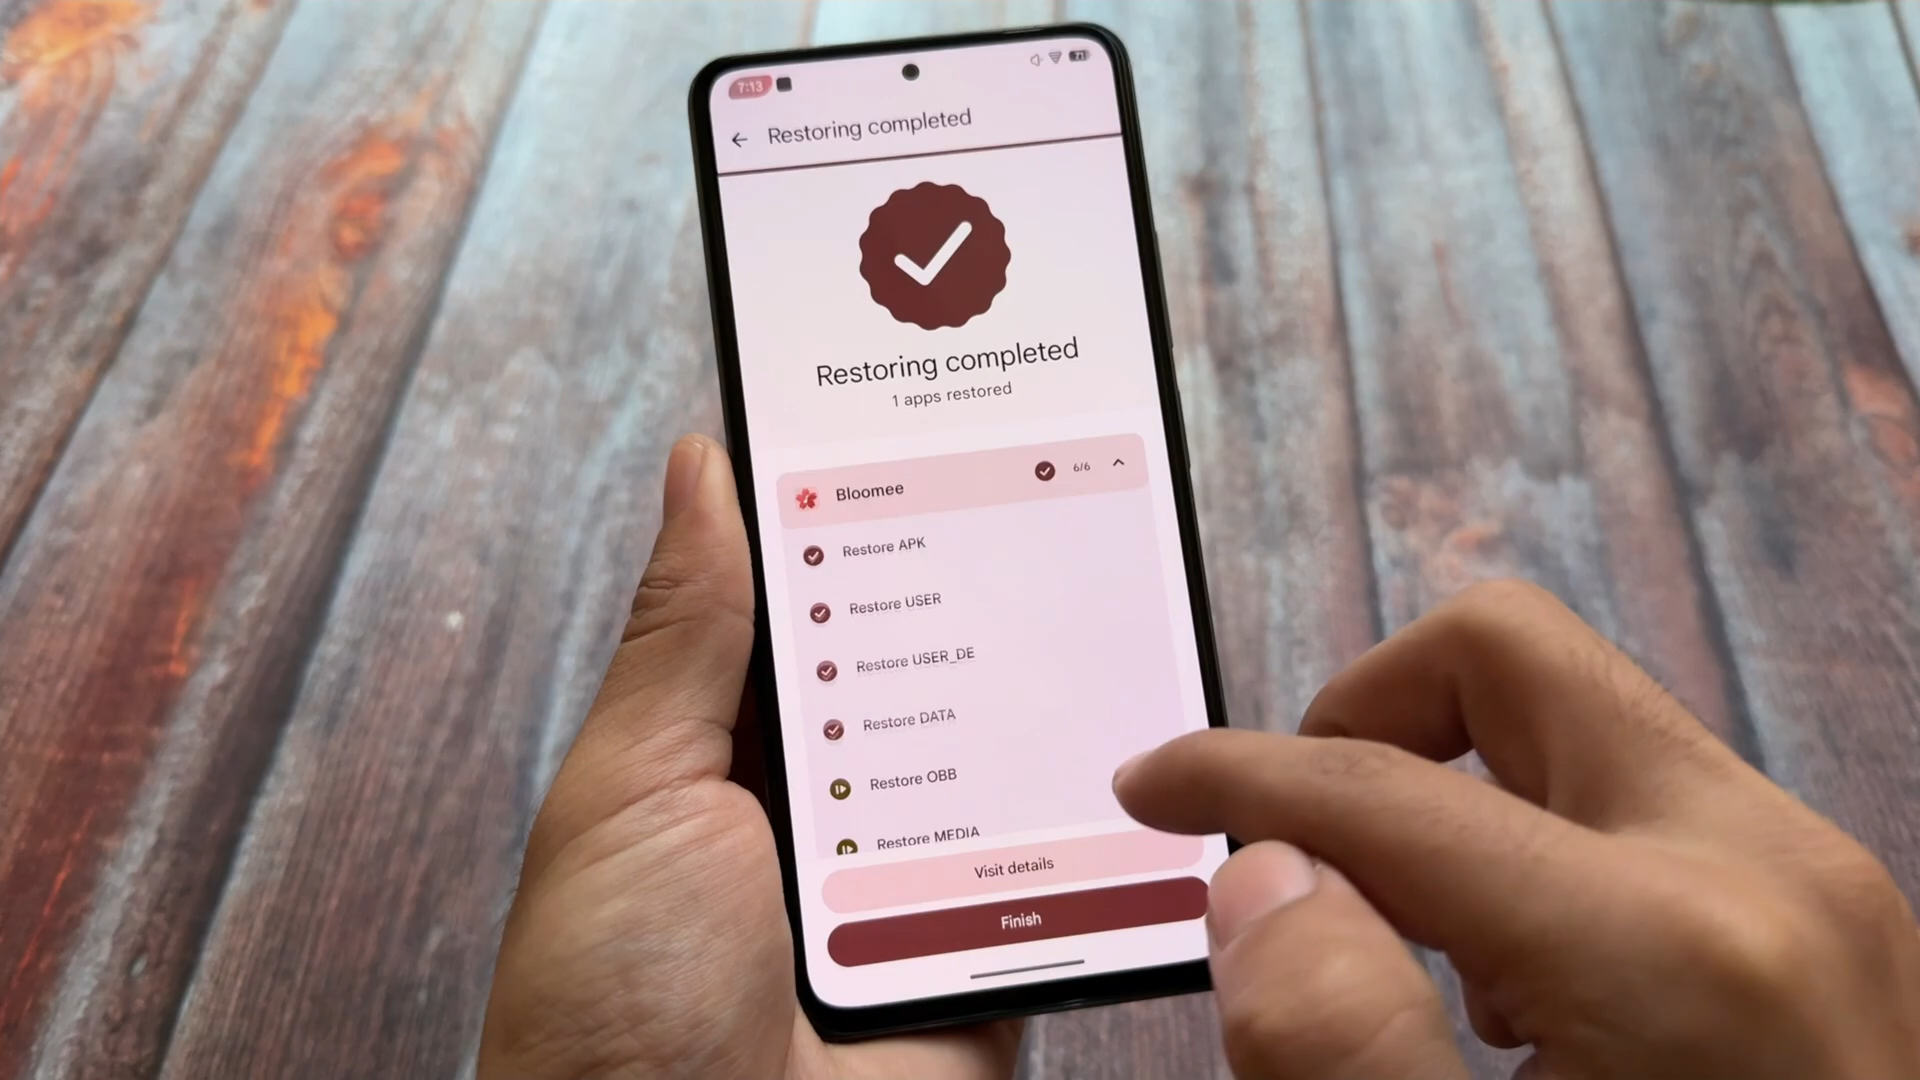 7:13
71
Restoring completed
Restoring completed
1 apps restored
Bloomee
6/6
Restore APK
Restore USER
Restore USER_DE
Restore DATA
Restore OBB
Restore MEDIA
Visit details
Finish